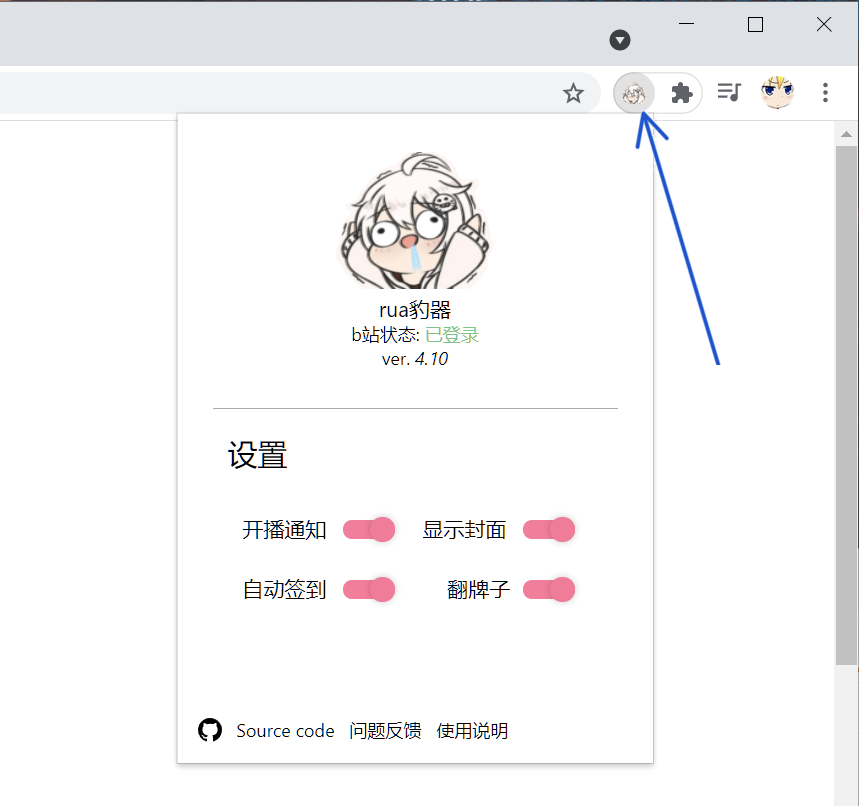 rua豹器
b站状态: 已登录
ver. 4.10
设置
开播通知 显示封面
自动签到 翻牌子
Source code 问题反馈 使用说明